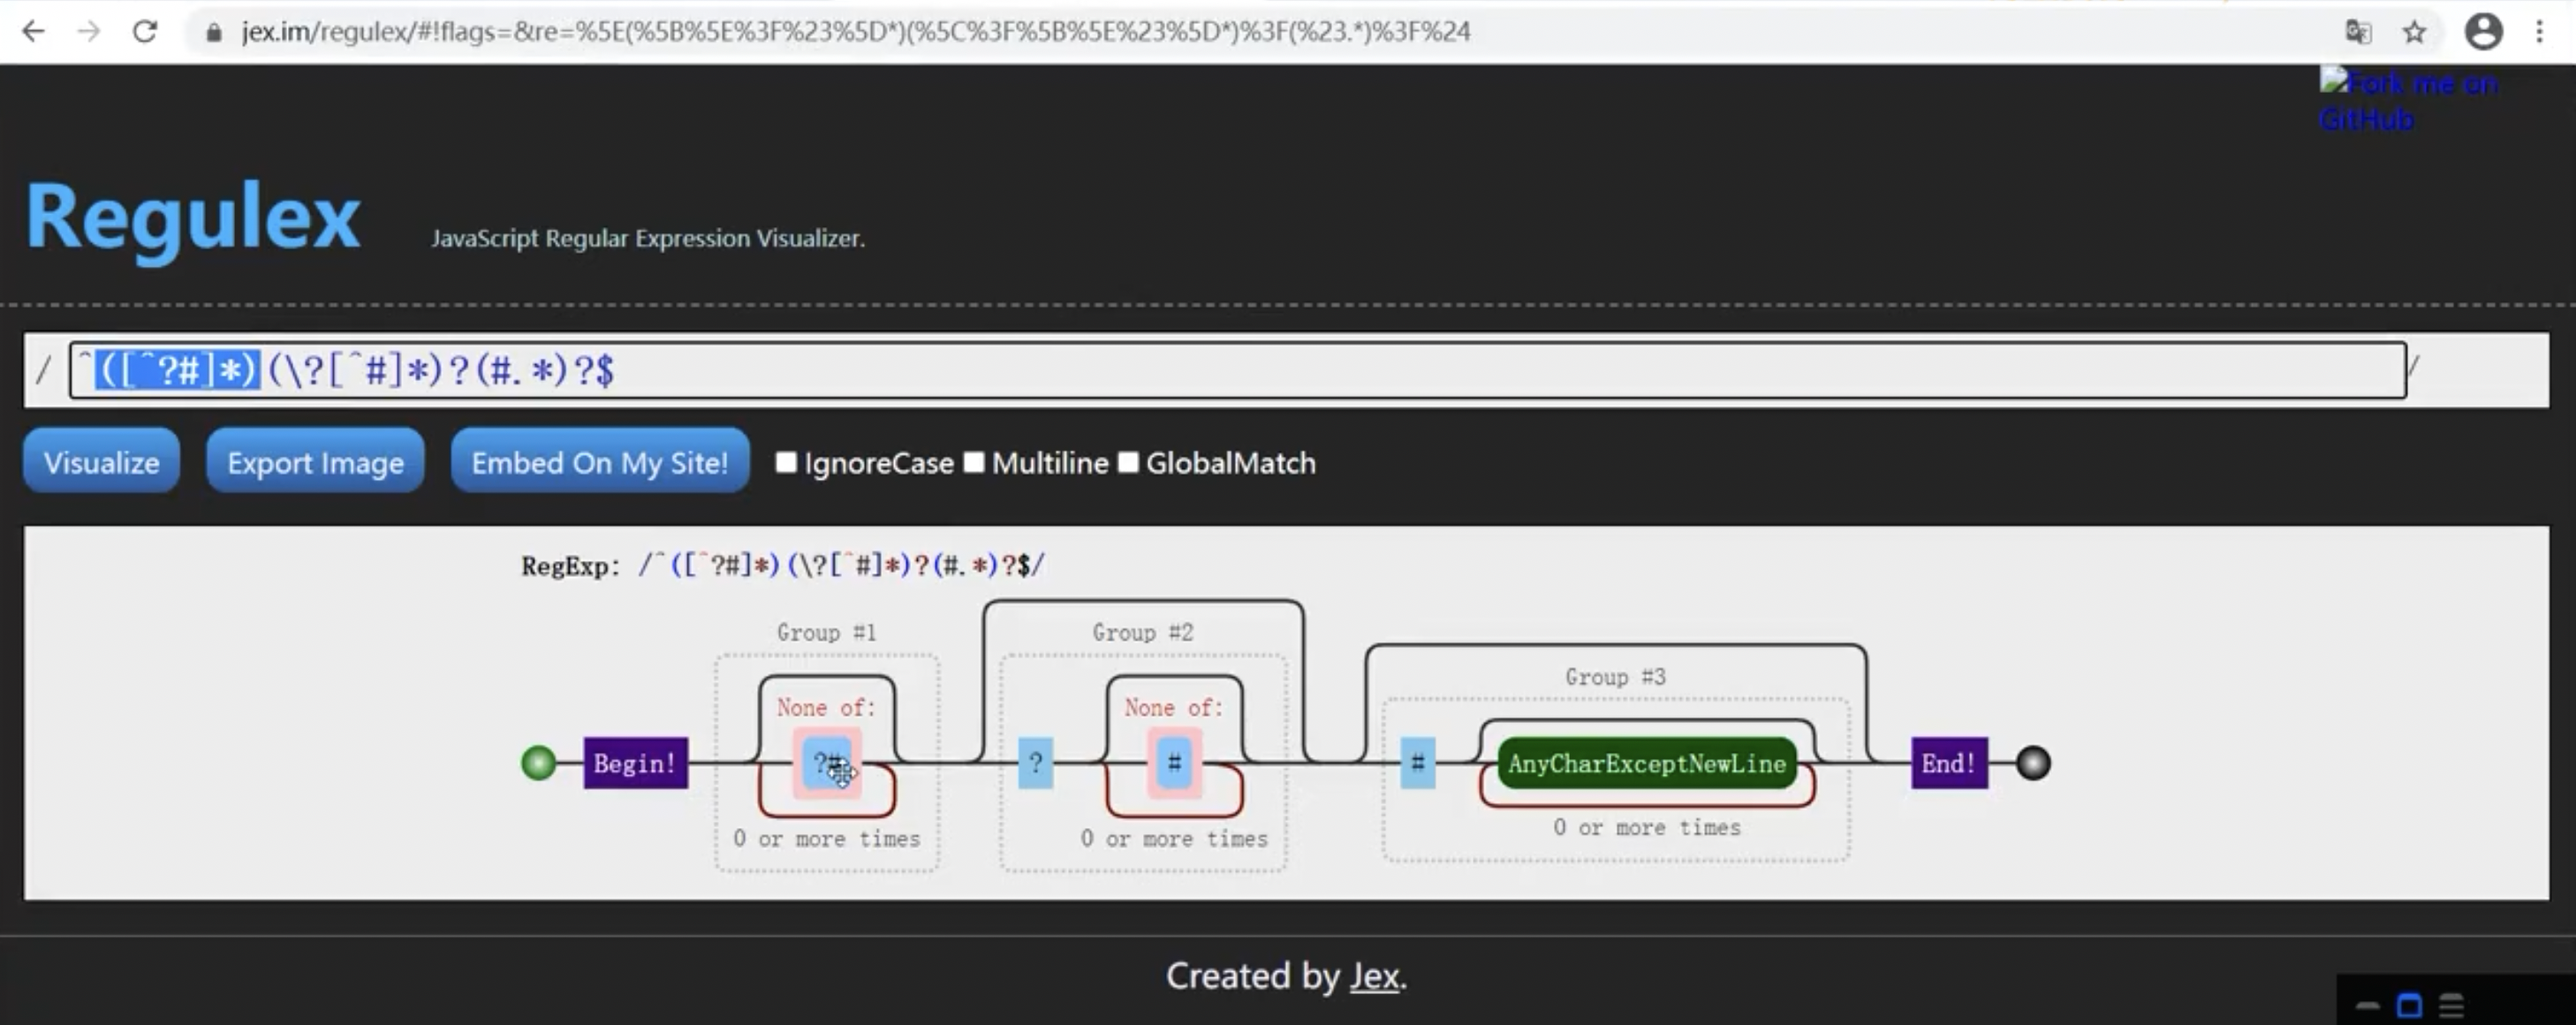 jex.im/regulex/#!flags=&re=%5E(%5B%5E%3F%23%5D*)(%5C%3F%5B%5E%23%5D*)%3F(%23.*)%3F%24
Fork me on
GitHub
Regulex
JavaScript Regular Expression Visualizer.
/ ^([^?#]*)(\?[^#]*)?(#.*)?$ /
Visualize Export Image Embed On My Site! IgnoreCase Multiline GlobalMatch
RegExp: /^([^?#]*)(\?[^#]*)?(#.*)?$/
Group #1 Group #2
Group #3
None of: None of:
Begin! ?# ? # # AnyCharExceptNewLine End!
0 or more times 0 or more times 0 or more times
Created by Jex.